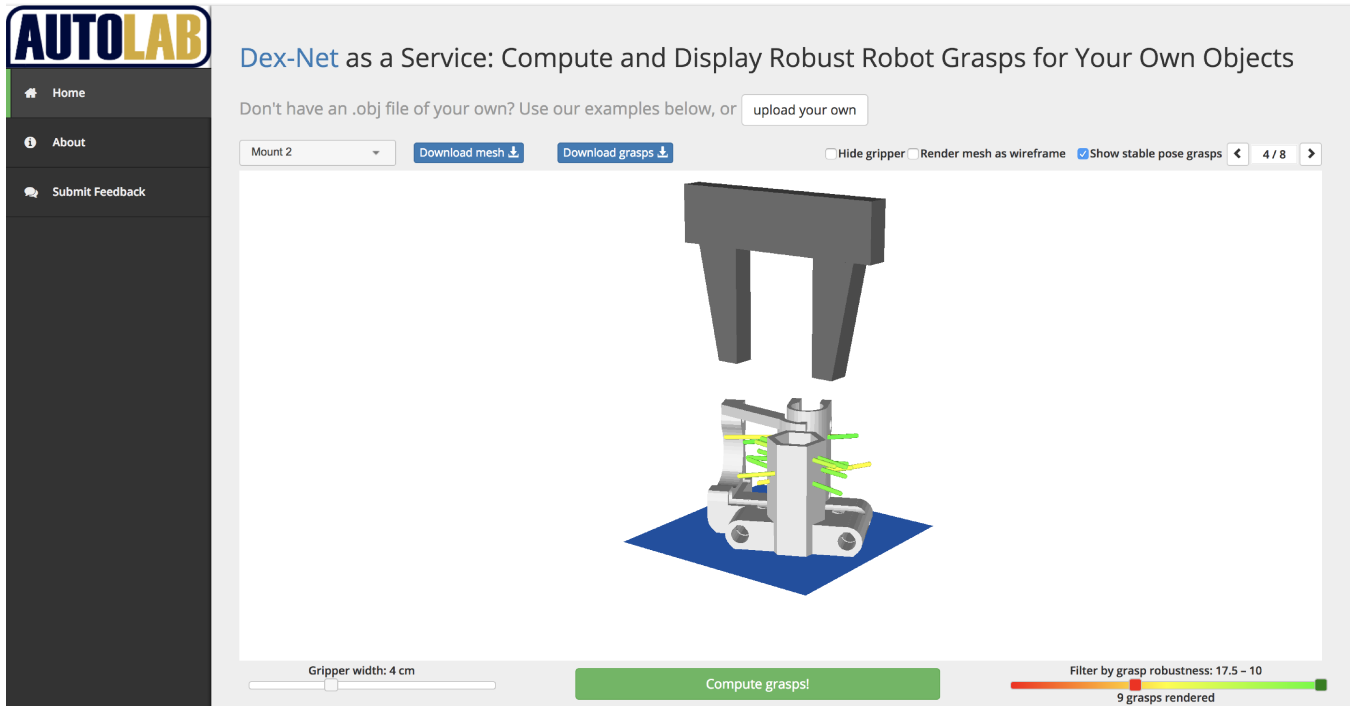 AUTOLAB
Home
About
Submit Feedback
Dex-Net as a Service: Compute and Display Robust Robot Grasps for Your Own Objects
Don't have an .obj file of your own? Use our examples below, or upload your own
Mount 2 Download mesh Download grasps Hide gripper Render mesh as wireframe Show stable pose grasps 4 / 8
Gripper width: 4 cm
Compute grasps!
Filter by grasp robustness: 17.5 – 10
9 grasps rendered